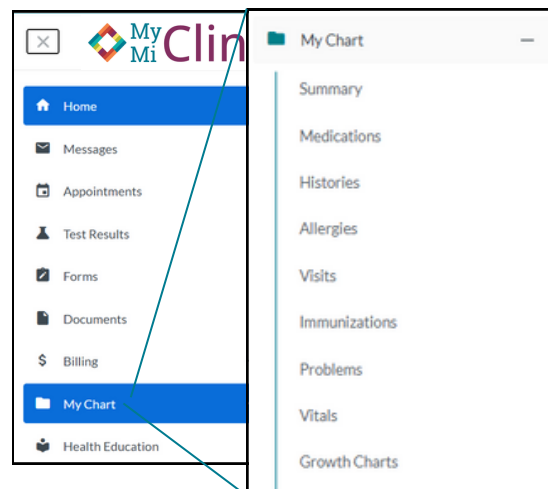 My
Mi Clin
Home
Messages
Appointments
Test Results
Forms
Documents
$ Billing
My Chart
Health Education
My Chart
Summary
Medications
Histories
Allergies
Visits
Immunizations
Problems
Vitals
Growth Charts